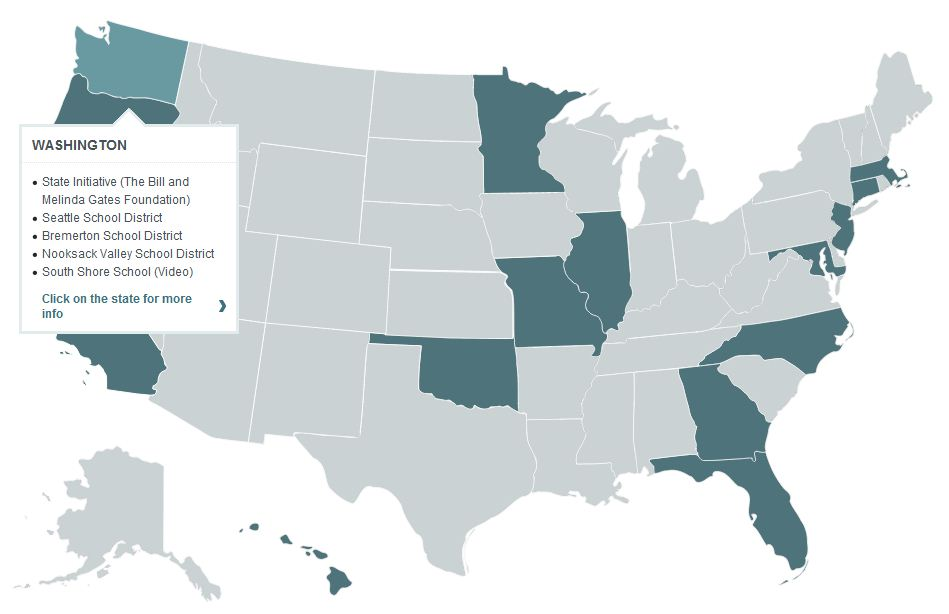 WASHINGTON
• State Initiative (The Bill and
Melinda Gates Foundation)
• Seattle School District
• Bremerton School District
• Nooksack Valley School District
• South Shore School (Video)
Click on the state for more
info